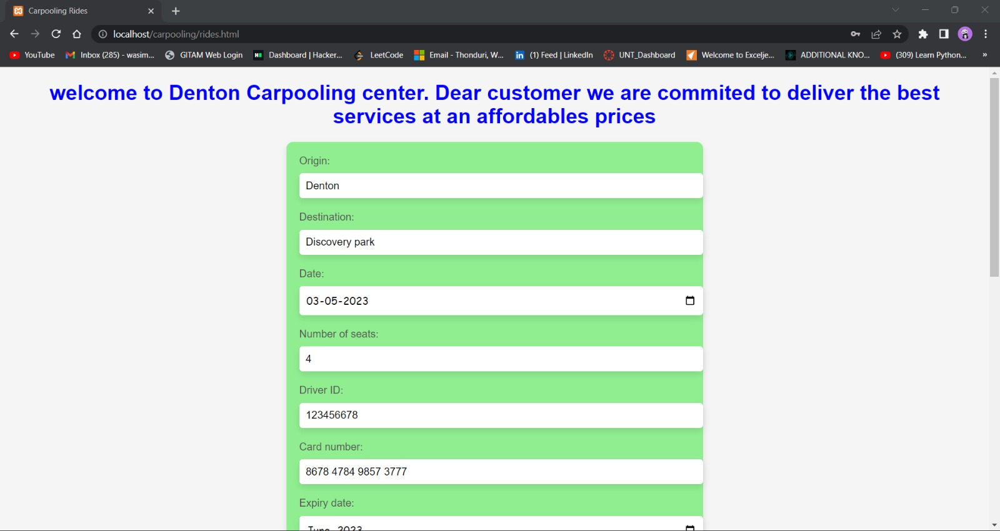 Carpooling Rides
localhost/carpooling/rides.html
YouTube Inbox (285) - wasim... GITAM Web Login Dashboard | Hacker... LeetCode Email - Thonduri, W... (1) Feed | LinkedIn UNT_Dashboard Welcome to Excelje... ADDITIONAL KNO... (309) Learn Python... »
welcome to Denton Carpooling center. Dear customer we are commited to deliver the best
services at an affordables prices
Origin:
Denton
Destination:
Discovery park
Date:
03-05-2023
Number of seats:
4
Driver ID:
123456678
Card number:
8678 4784 9857 3777
Expiry date:
June 2023